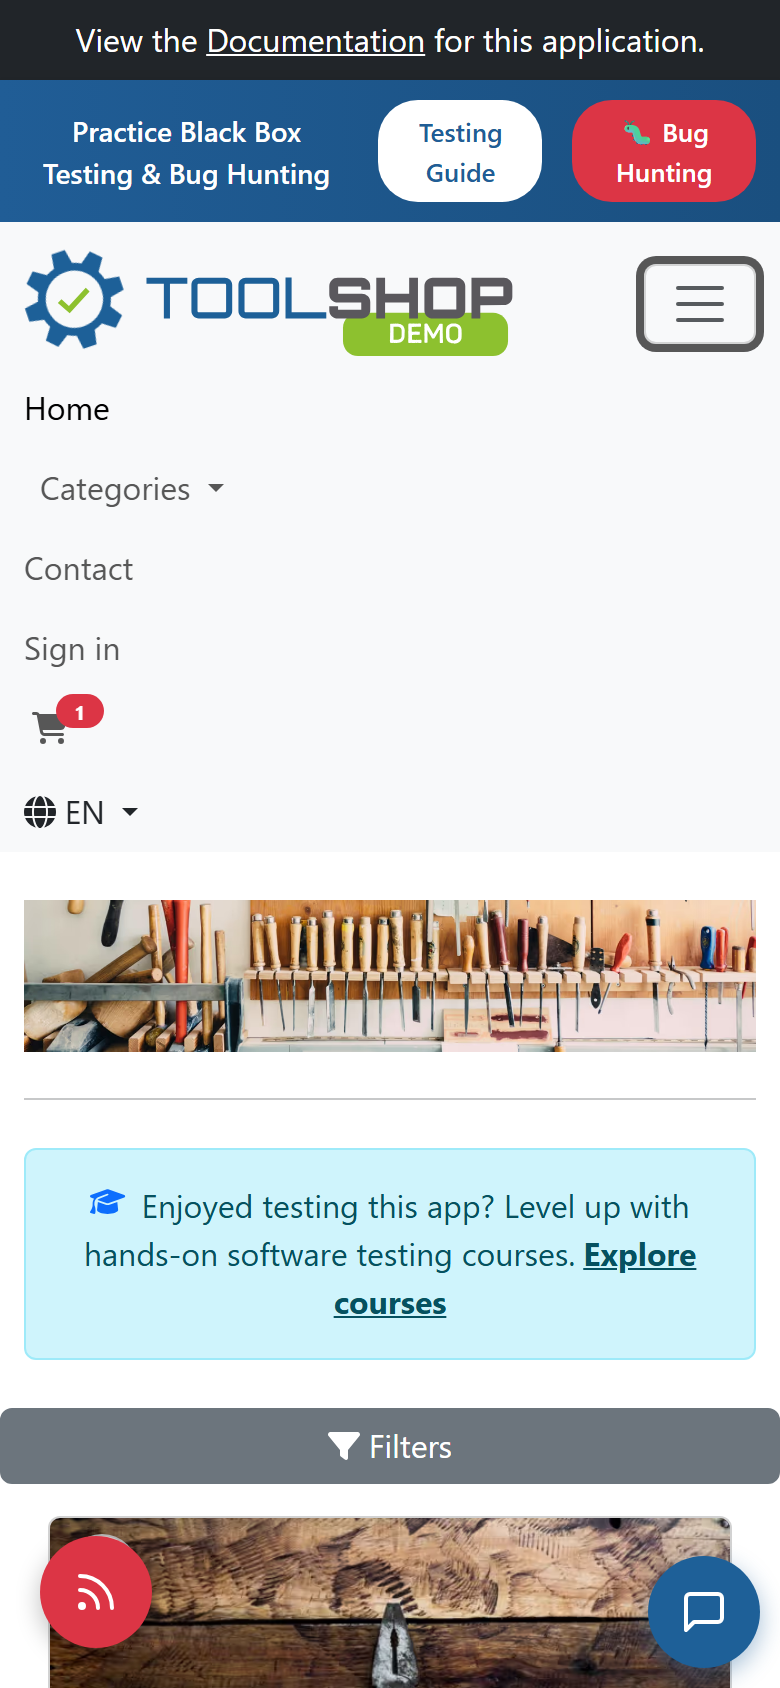 View the Documentation for this application.
Practice Black Box
Testing & Bug Hunting
Testing
Guide
Bug
Hunting
TOOLSHOP
DEMO
Home
Categories
Contact
Sign in
1
EN
Enjoyed testing this app? Level up with
hands-on software testing courses. Explore
courses
Filters